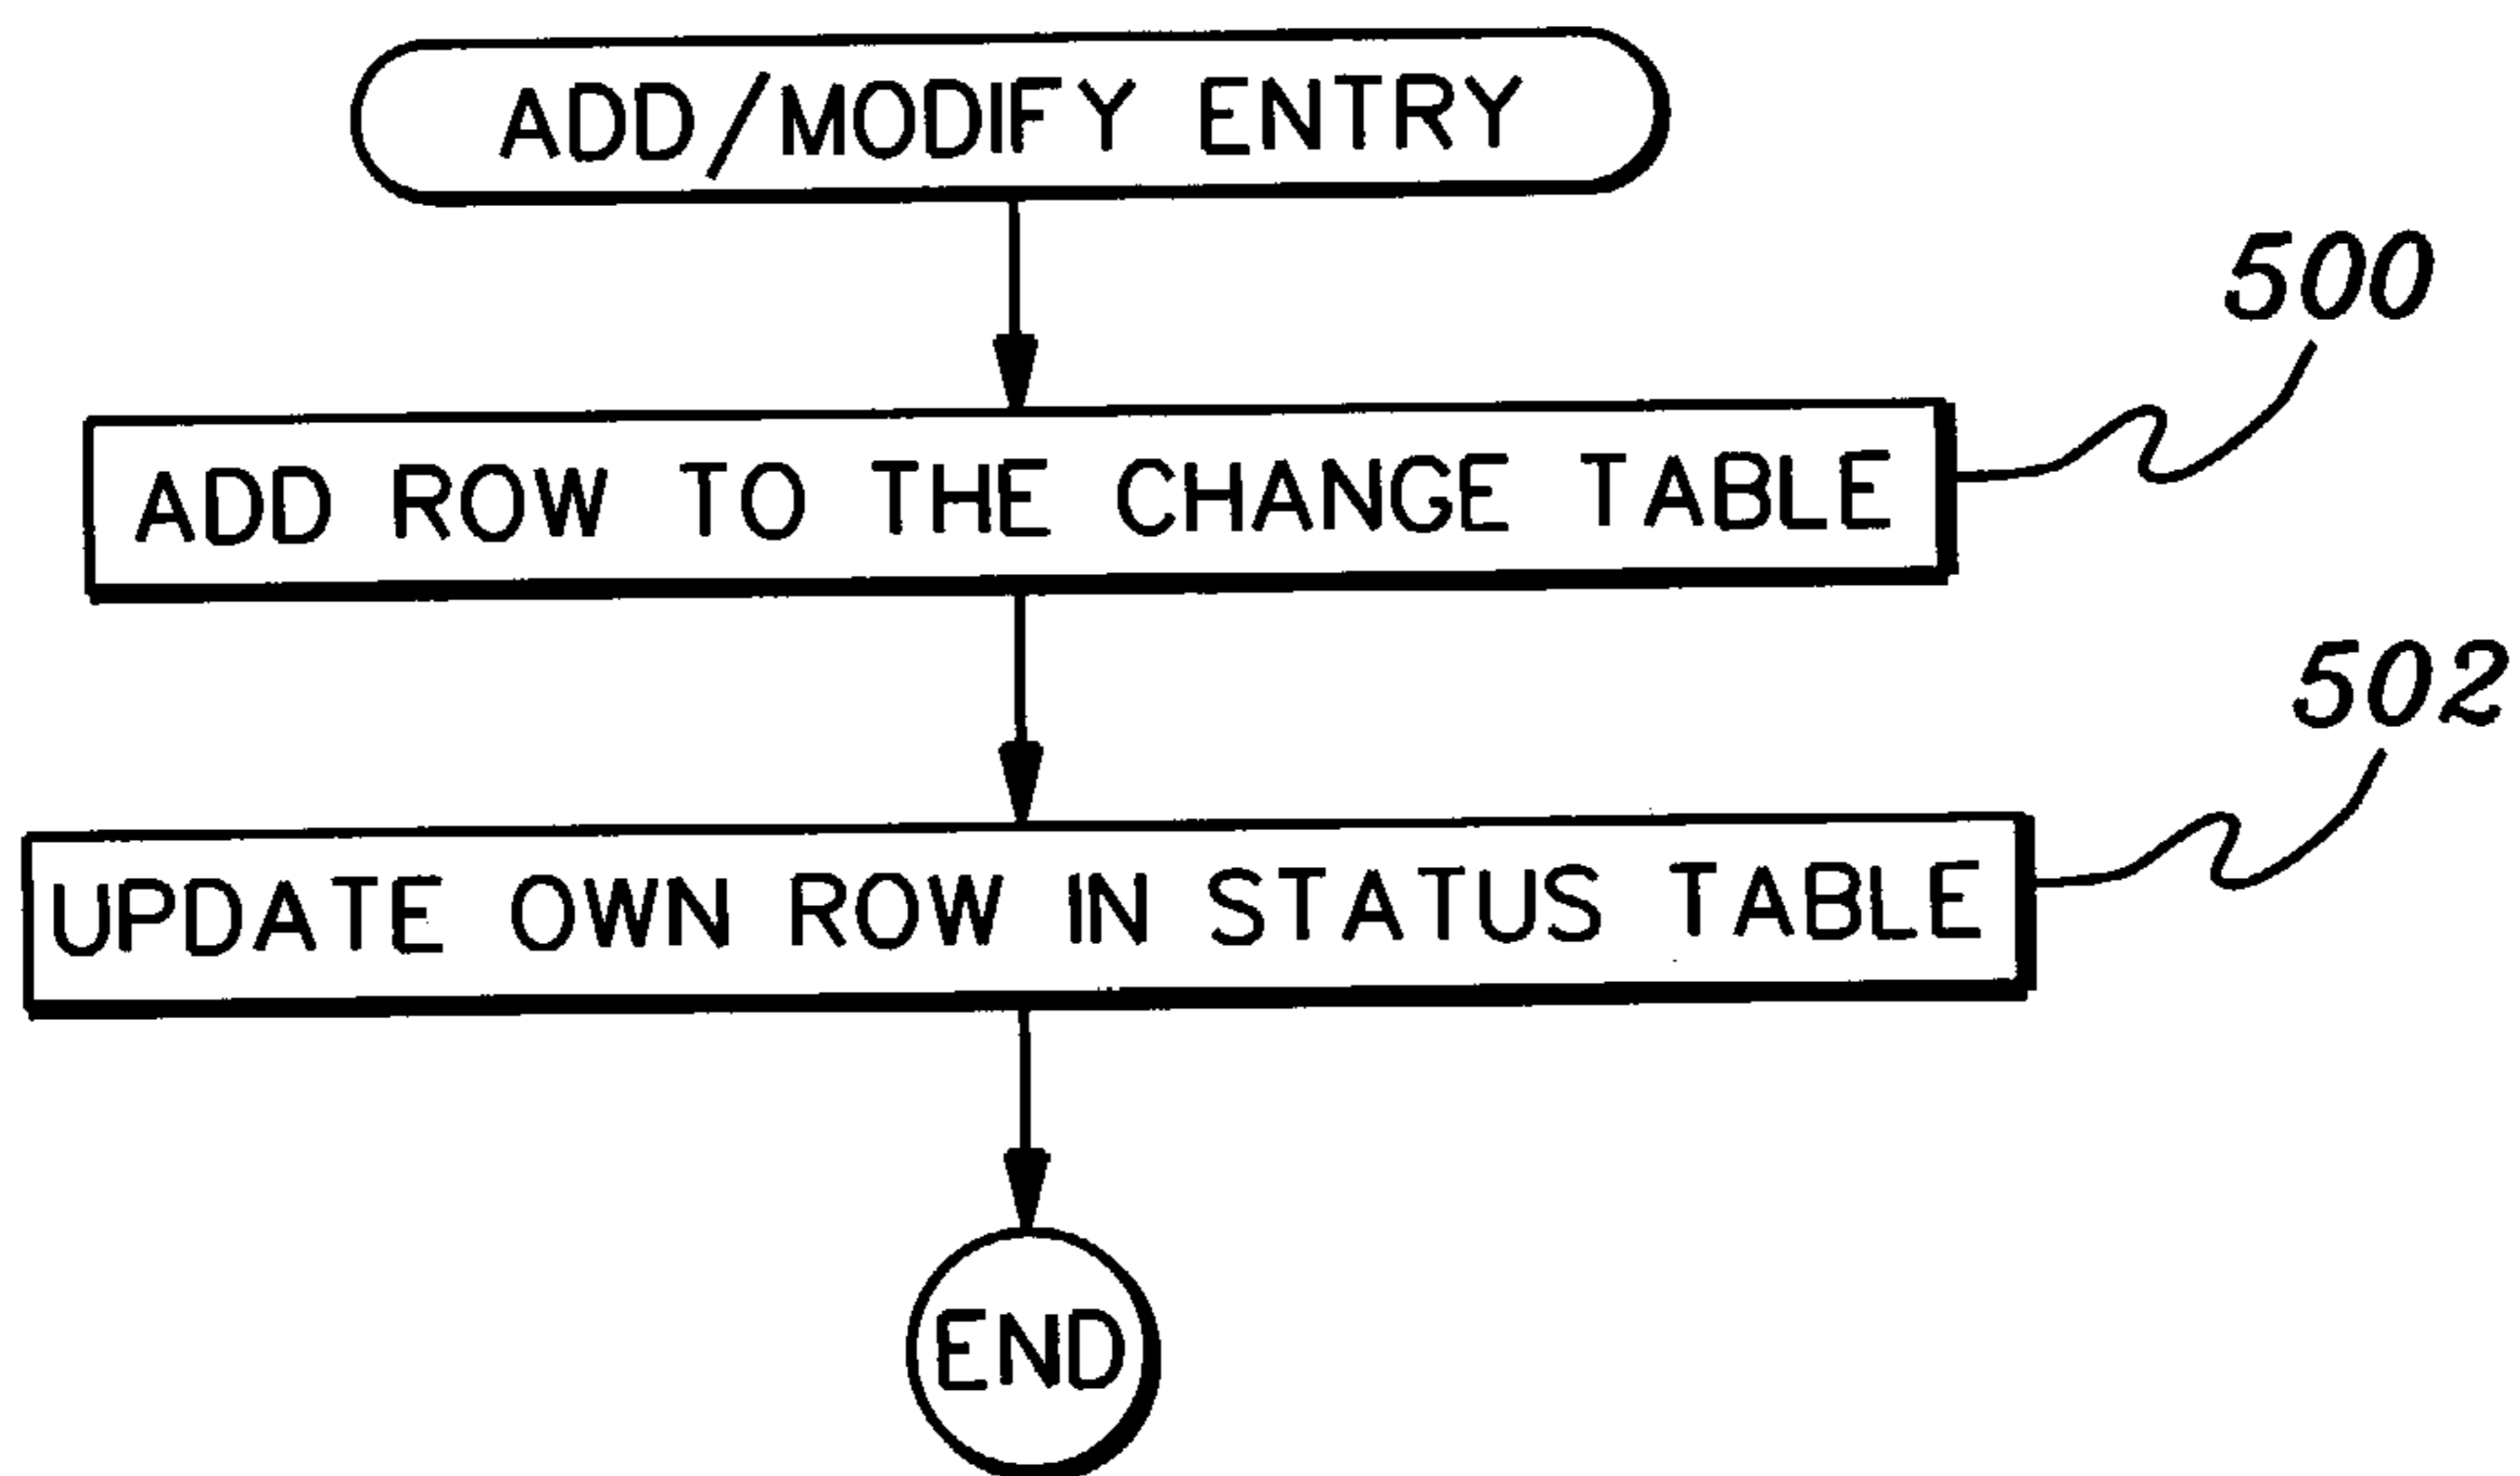 ADD/MODIFY ENTRY
500
ADD ROW TO THE CHANGE TABLE
502
UPDATE OWN ROW IN STATUS TABLE
END